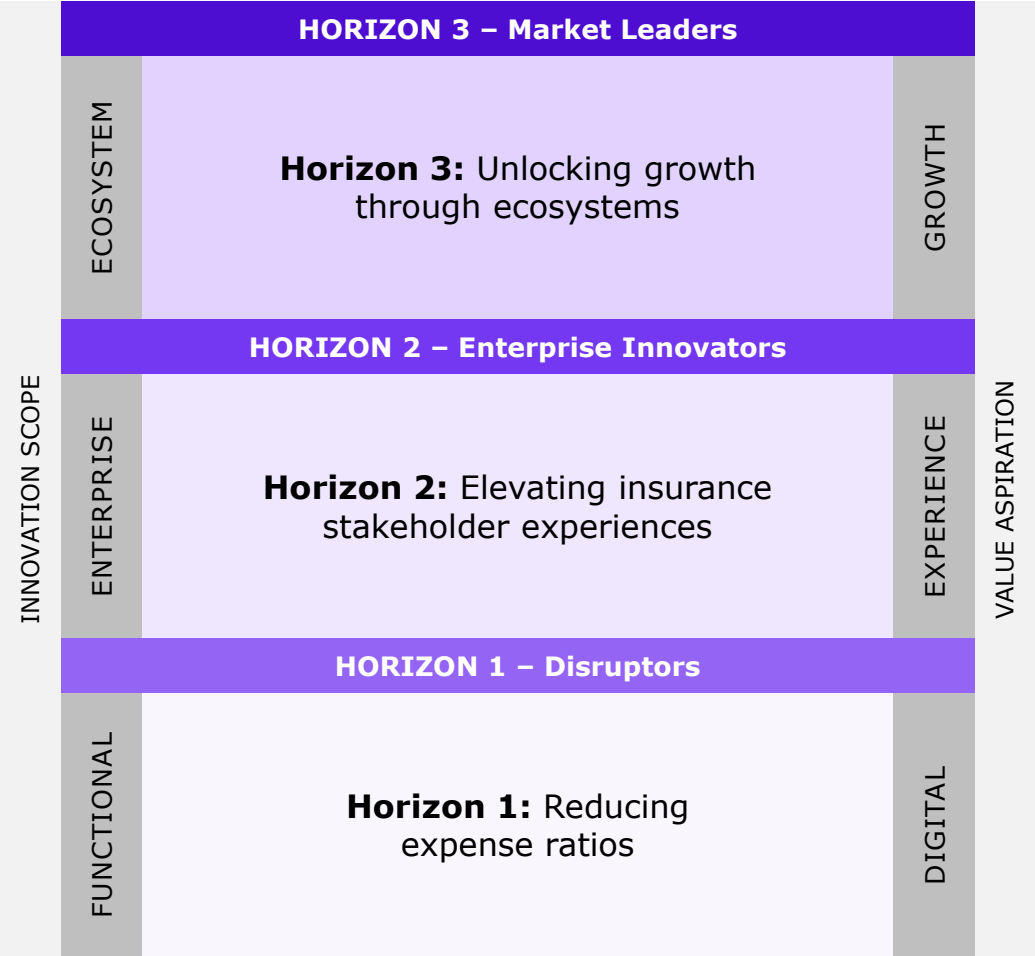 HORIZON 3 – Market Leaders
ECOSYSTEM
Horizon 3: Unlocking growth
through ecosystems
GROWTH
HORIZON 2 – Enterprise Innovators
INNOVATION SCOPE
ENTERPRISE
Horizon 2: Elevating insurance
stakeholder experiences
EXPERIENCE
VALUE ASPIRATION
HORIZON 1 – Disruptors
FUNCTIONAL
Horizon 1: Reducing
expense ratios
DIGITAL